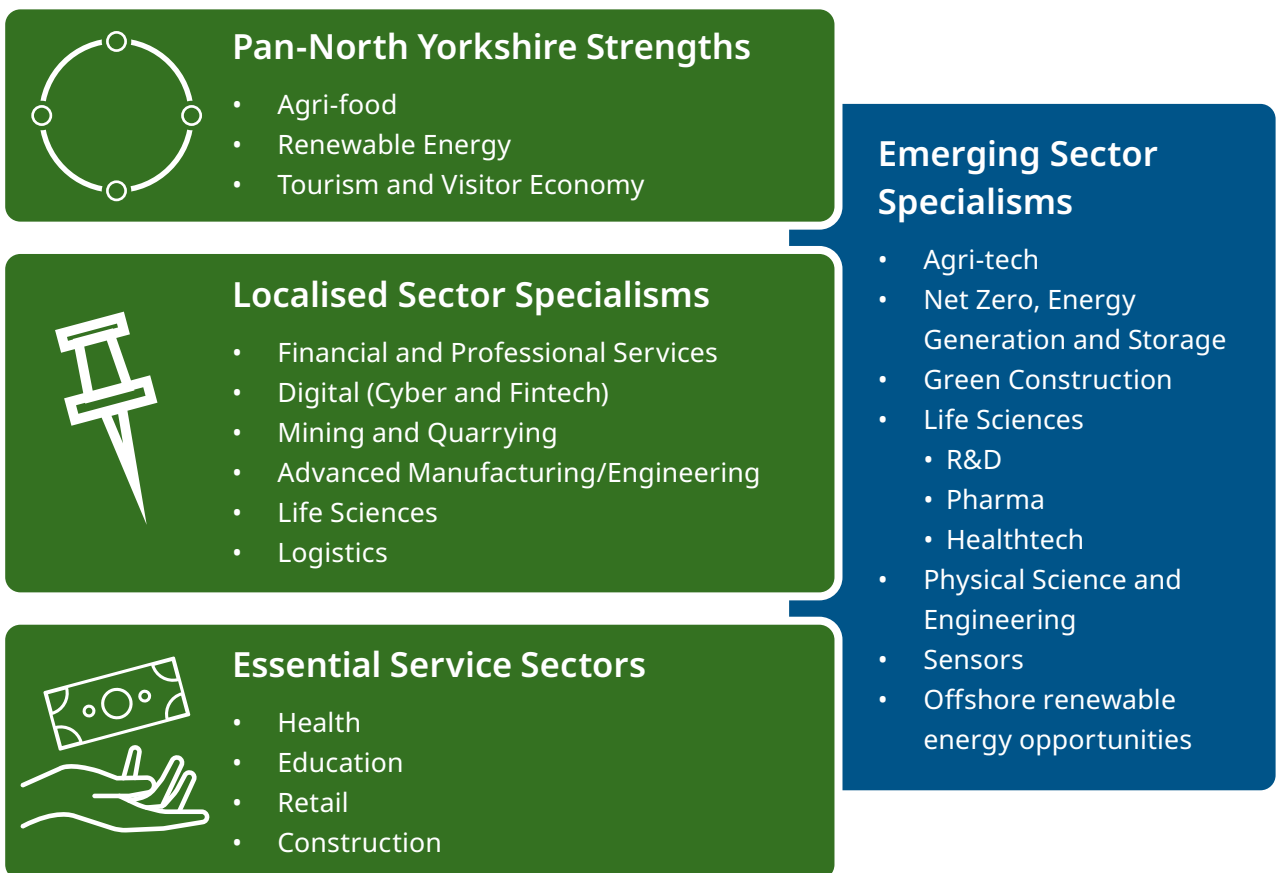 Pan-North Yorkshire Strengths
• Agri-food
• Renewable Energy
• Tourism and Visitor Economy
Localised Sector Specialisms
• Financial and Professional Services
• Digital (Cyber and Fintech)
• Mining and Quarrying
• Advanced Manufacturing/Engineering
• Life Sciences
• Logistics
Essential Service Sectors
• Health
• Education
• Retail
• Construction
Emerging Sector
Specialisms
• Agri-tech
• Net Zero, Energy
Generation and Storage
• Green Construction
• Life Sciences
• R&D
• Pharma
• Healthtech
• Physical Science and
Engineering
• Sensors
• Offshore renewable
energy opportunities